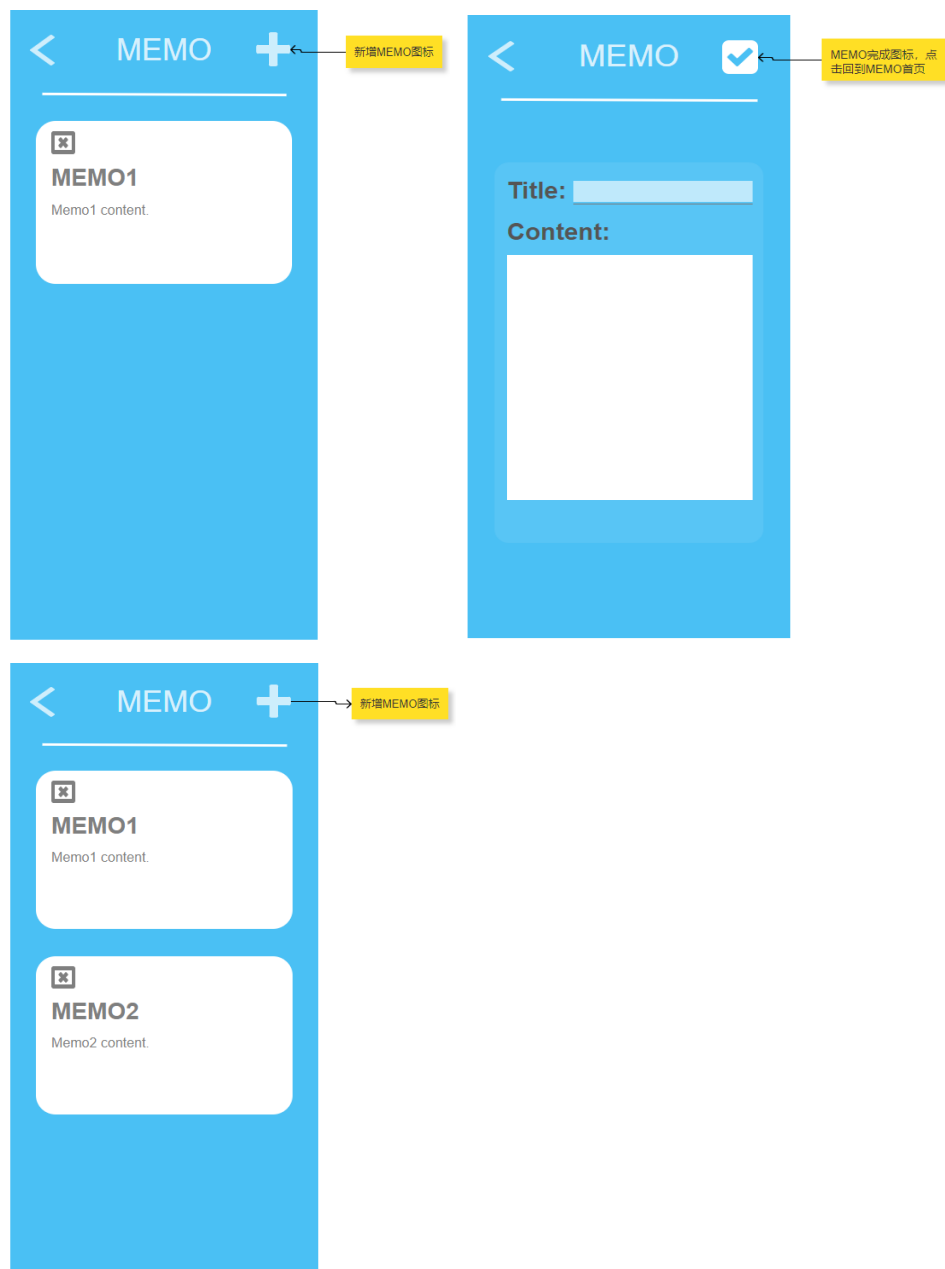 MEMO
新增MEMO图标
MEMO1
Memo1 content.
MEMO
MEMO完成图标，点
击回到MEMO首页
Title:
Content:
MEMO
新增MEMO图标
MEMO1
Memo1 content.
MEMO2
Memo2 content.